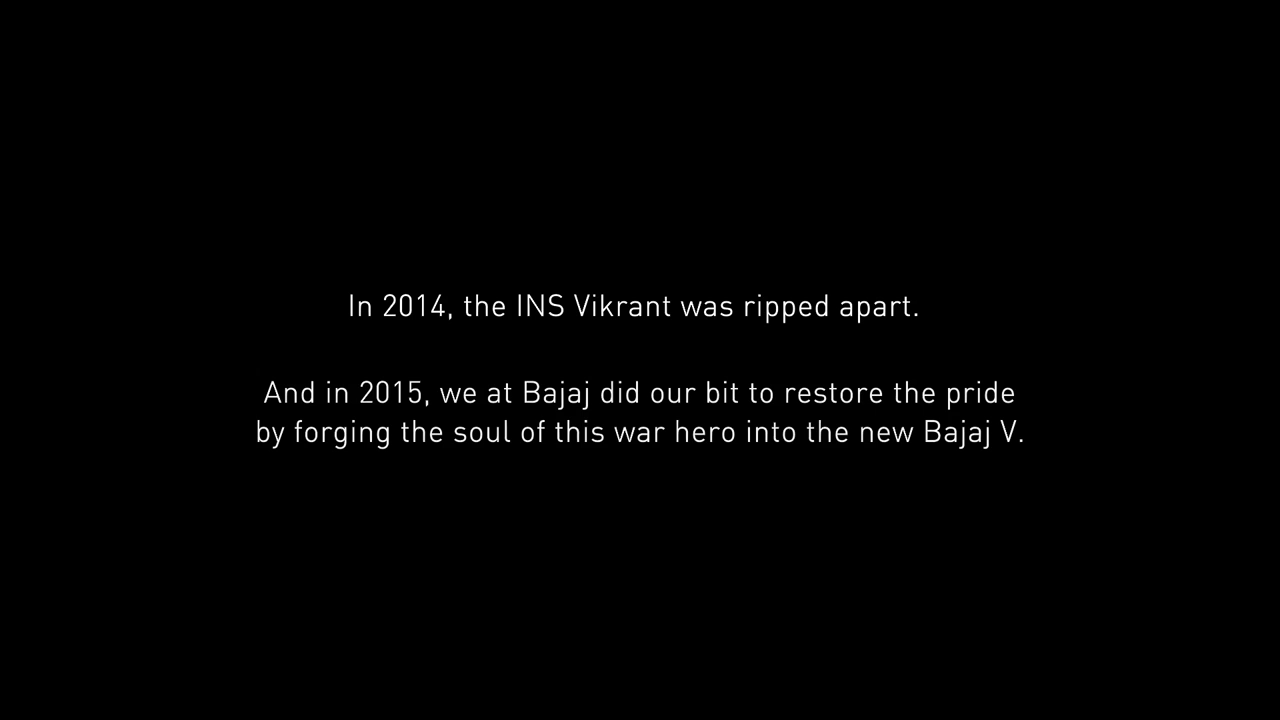 In 2014, the INS Vikrant was ripped apart.
And in 2015, we at Bajaj did our bit to restore the pride
by forging the soul of this war hero into the new Bajaj V.